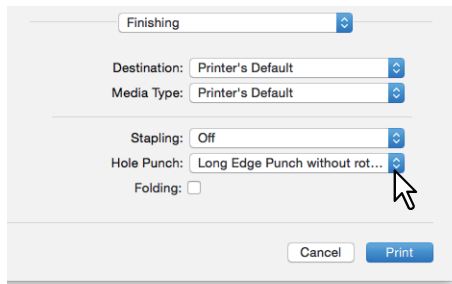 Finishing
Destination: Printer's Default
Media Type: Printer's Default
Stapling: Off
Hole Punch: Long Edge Punch without rot...
Folding:
Cancel Print